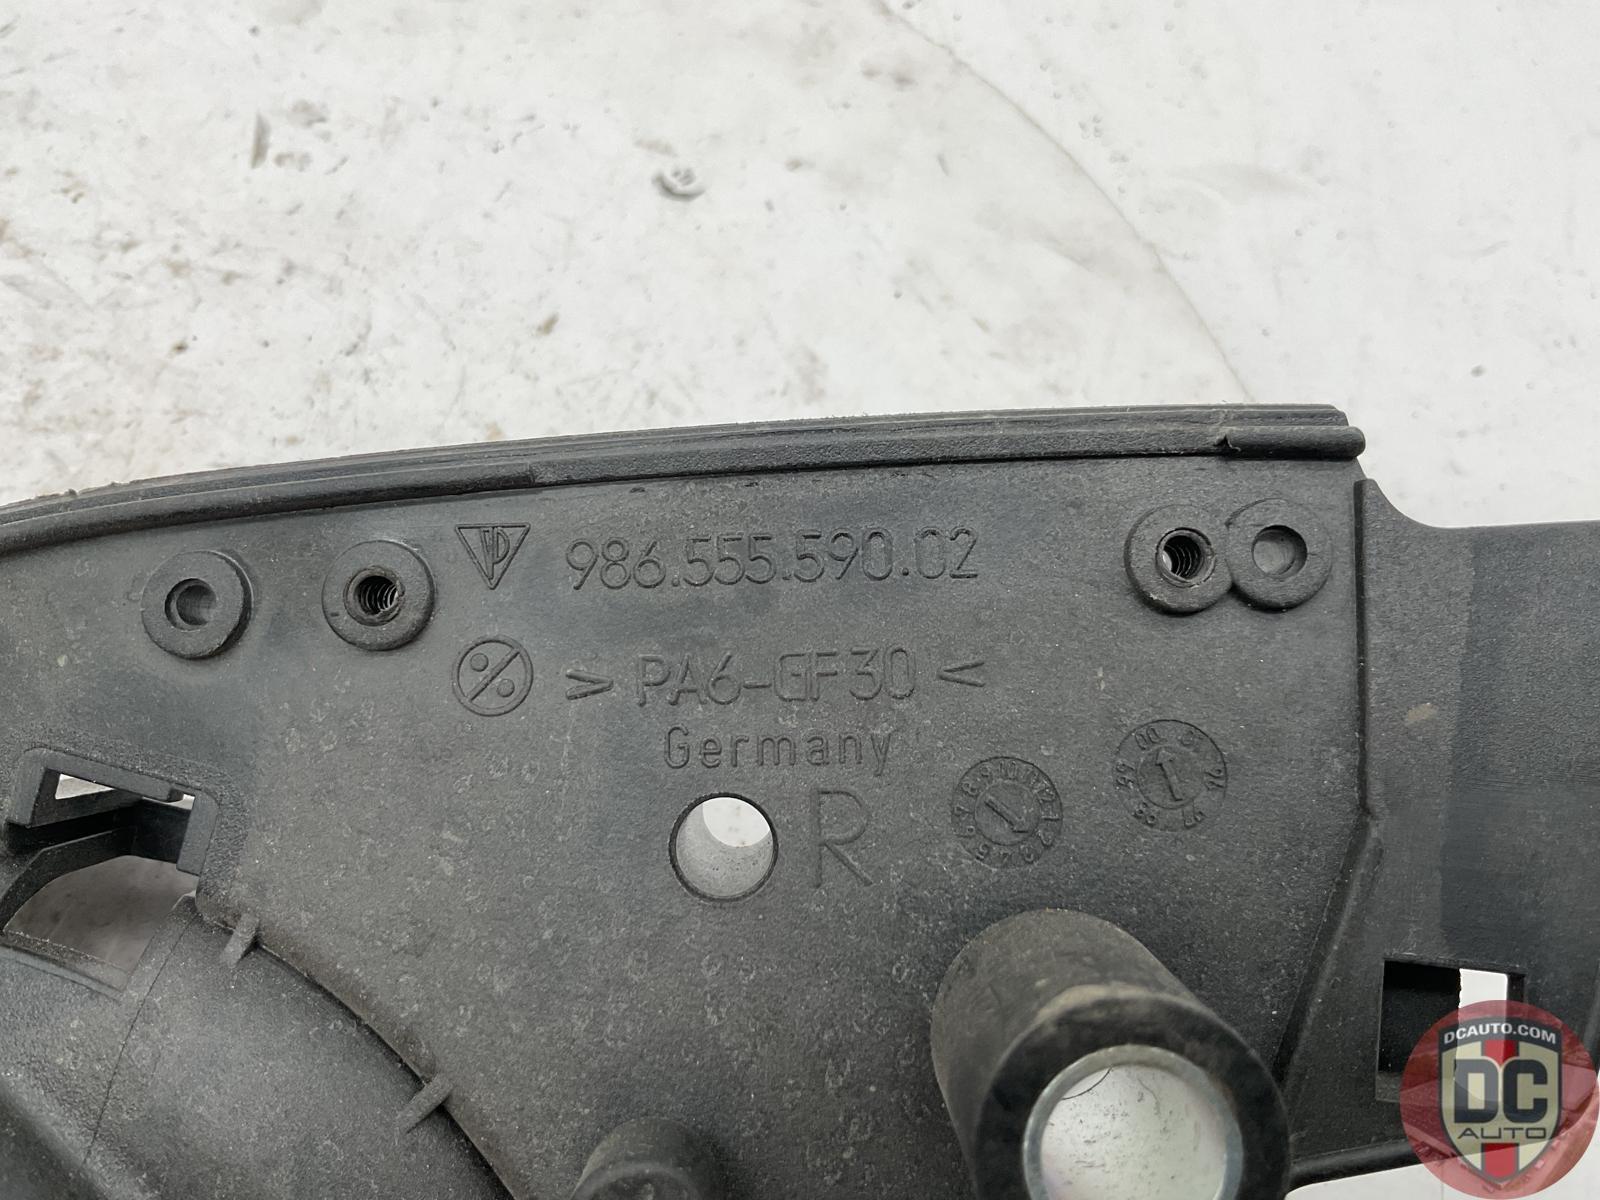 986.555.590.02
> PA6-GF30 <
Germany
R
DCAUTO.COM
DC
AUTO